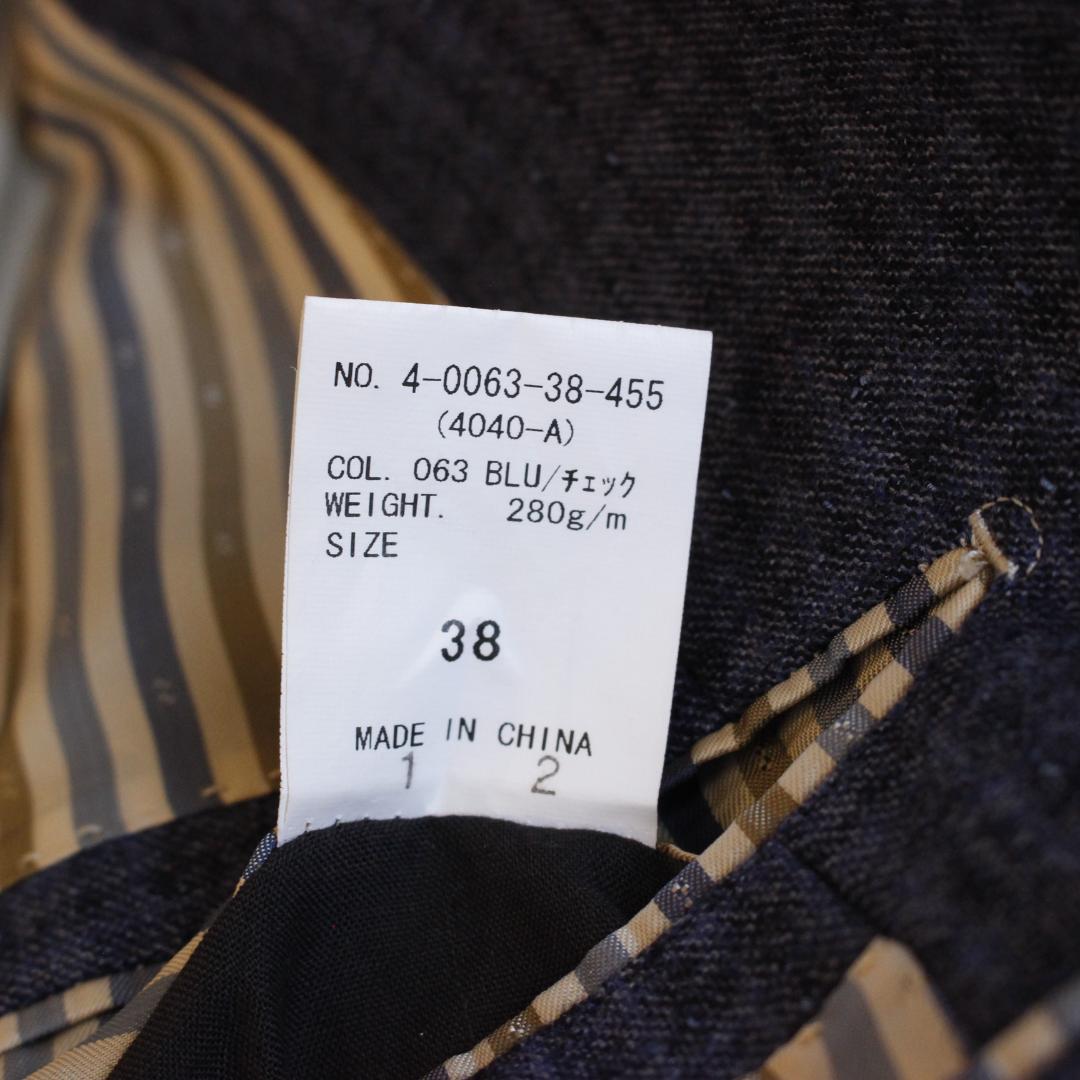 NO. 4-0063-38-455
(4040-A)
COL. 063 BLU/チェック
WEIGHT. 280g/m
SIZE
38
MADE IN CHINA
1 2